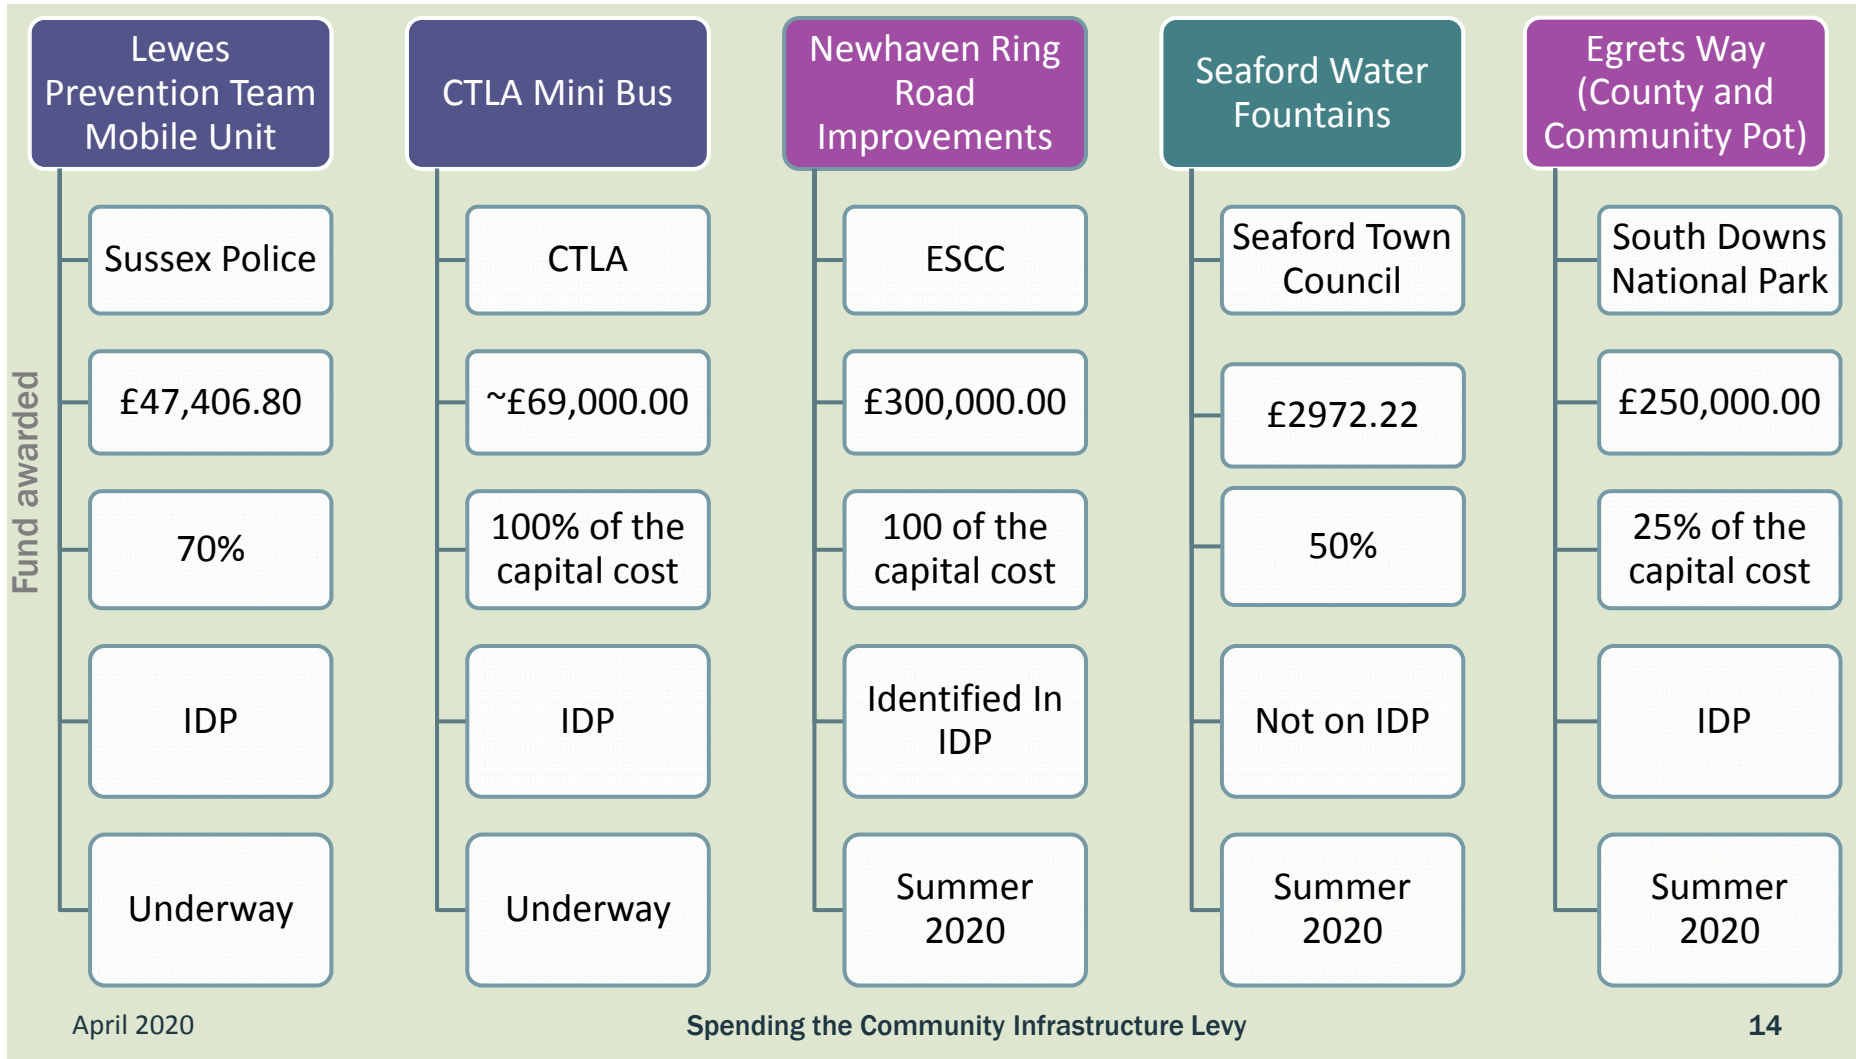 Fund awarded
Lewes
Prevention Team
Mobile Unit
Sussex Police
£47,406.80
70%
IDP
Underway
CTLA Mini Bus
CTLA
~£69,000.00
100% of the
capital cost
IDP
Underway
Newhaven Ring
Road
Improvements
ESCC
£300,000.00
100 of the
capital cost
Identified In
IDP
Summer
2020
Seaford Water
Fountains
Seaford Town
Council
£2972.22
50%
Not on IDP
Summer
2020
Egrets Way
(County and
Community Pot)
South Downs
National Park
£250,000.00
25% of the
capital cost
IDP
Summer
2020
April 2020
Spending the Community Infrastructure Levy
14